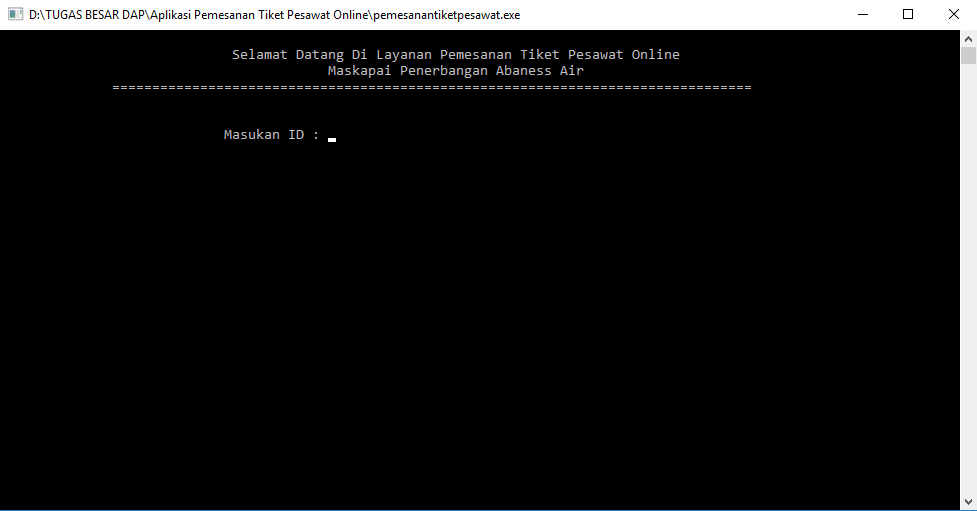 D:\TUGAS BESAR DAP\Aplikasi Pemesanan Tiket Pesawat Online\pemesanantiketpesawat.exe
Selamat Datang Di Layanan Pemesanan Tiket Pesawat Online
Maskapai Penerbangan Abaness Air
================================================================================
Masukan ID :